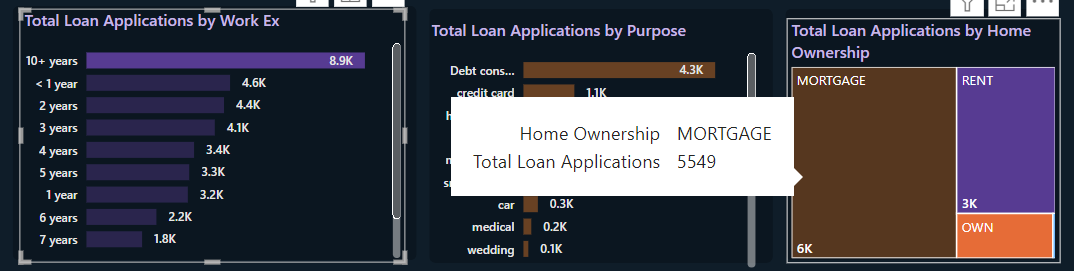 Total Loan Applications by Work Ex
10+ years 8.9K
< 1 year 4.6K
2 years 4.4K
3 years 4.1K
4 years 3.4K
5 years 3.3K
1 year 3.2K
6 years 2.2K
7 years 1.8K
Total Loan Applications by Purpose
Debt cons... 4.3K
credit card 1.1K
car 0.3K
medical 0.2K
wedding 0.1K
Home Ownership MORTGAGE
Total Loan Applications 5549
Total Loan Applications by Home
Ownership
MORTGAGE
6K
RENT
3K
OWN